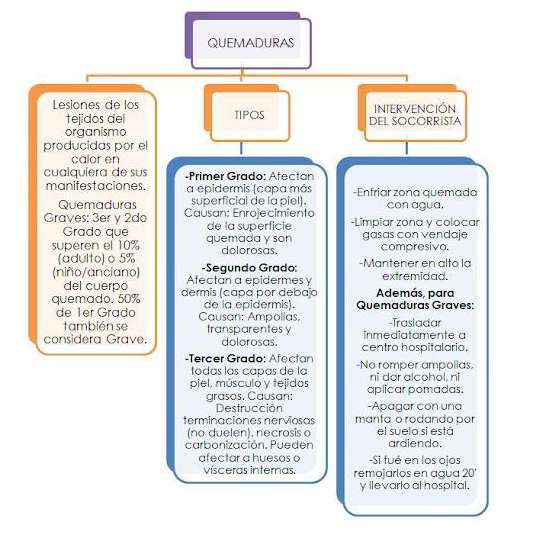 QUEMADURAS
Lesiones de los
tejidos del
organismo
producidas por el
calor en
cualquiera de sus
manifestaciones.
Quemaduras
Graves: 3er y 2do
Grado que
superen el 10%
(adulto) o 5%
(niño/anciano)
del cuerpo
quemado. 50%
de 1er Grado
también se
considera Grave.
TIPOS
-Primer Grado: Afectan
a epidermis (capa más
superficial de la piel).
Causan: Enrojecimiento
de la superficie
quemada y son
dolorosas.
-Segundo Grado:
Afectan a epidermes y
dermis (capa por debajo
de la epidermis).
Causan: Ampollas,
transparentes y
dolorosas.
-Tercer Grado: Afectan
todas las capas de la
piel, músculo y tejidos
grasos. Causan:
Destrucción
terminaciones nerviosas
(no duelen), necrosis o
carbonización. Pueden
afectar a huesos o
vísceras internas.
INTERVENCIÓN
DEL SOCORRISTA
-Enfriar zona quemada
con agua.
-Limpiar zona y colocar
gasas con vendaje
compresivo.
-Mantener en alto la
extremidad.
Además, para
Quemaduras Graves:
-Trasladar
inmediatamente a
centro hospitalario.
-No romper ampollas,
ni dar alcohol, ni
aplicar pomadas.
-Apagar con una
manta o rodando por
el suelo si está
ardiendo.
-Si fué en los ojos
remojarlos en agua 20'
y llevarlo al hospital.